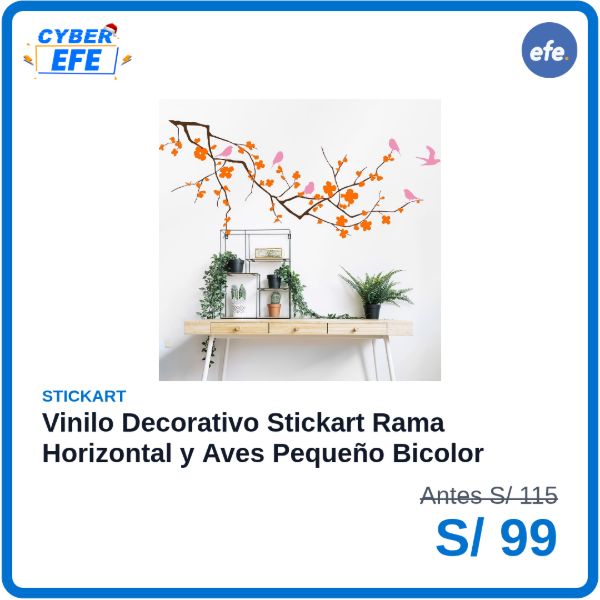 CYBER
EFE
efe.
STICKART
Vinilo Decorativo Stickart Rama
Horizontal y Aves Pequeño Bicolor
Antes S/ 115
S/ 99